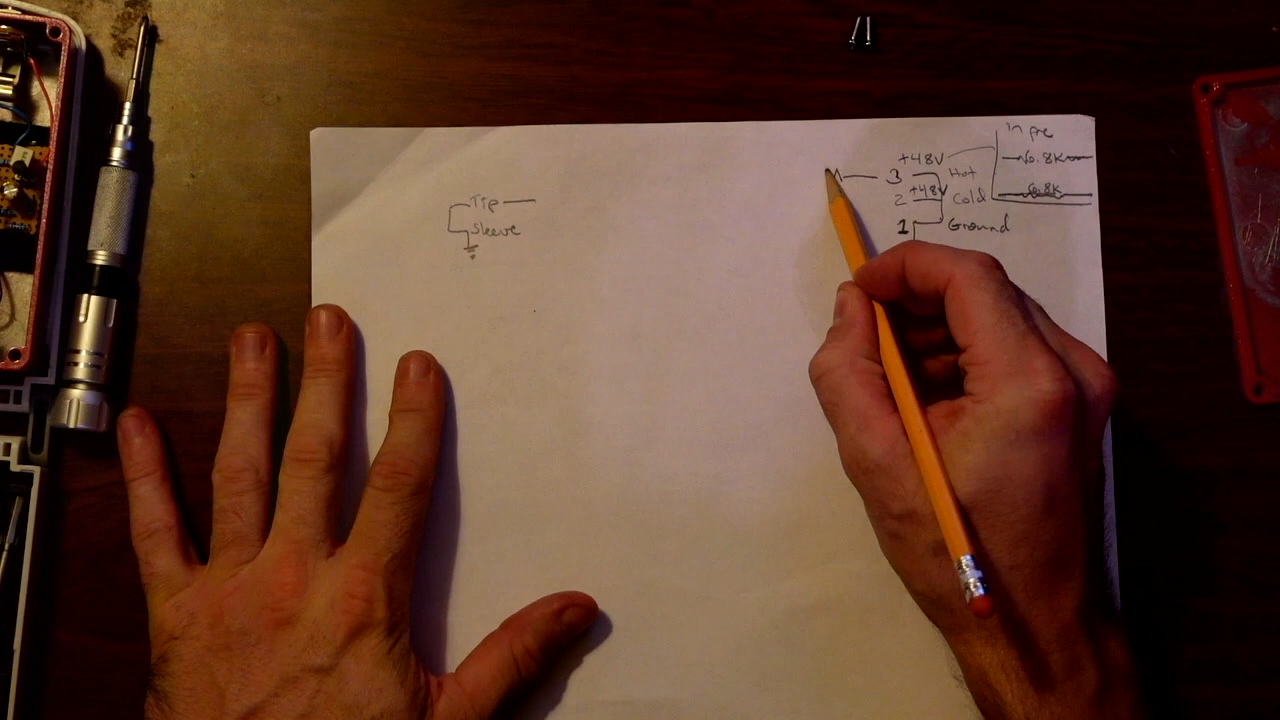 in pre
+48V
6.8K
3 Hot
+48V
6.8K
2 Cold
1 Ground
Tip
Sleeve